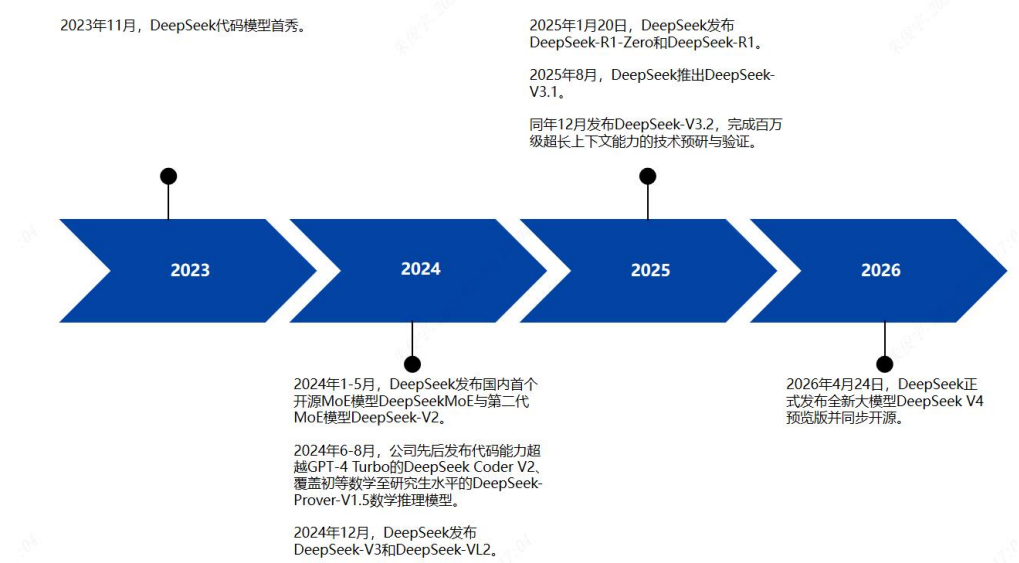 2023年11月，DeepSeek代码模型首秀。
2025年1月20日，DeepSeek发布
DeepSeek-R1-Zero和DeepSeek-R1。
2025年8月，DeepSeek推出DeepSeek-
V3.1。
同年12月发布DeepSeek-V3.2，完成百万
级超长上下文能力的技术预研与验证。
2023
2024
2025
2026
2024年1-5月，DeepSeek发布国内首个
开源MoE模型DeepSeekMoE与第二代
MoE模型DeepSeek-V2。
2024年6-8月，公司先后发布代码能力超
越GPT-4 Turbo的DeepSeek Coder V2、
覆盖初等数学至研究生水平的DeepSeek-
Prover-V1.5数学推理模型。
2024年12月，DeepSeek发布
DeepSeek-V3和DeepSeek-VL2。
2026年4月24日，DeepSeek正
式发布全新大模型DeepSeek V4
预览版并同步开源。